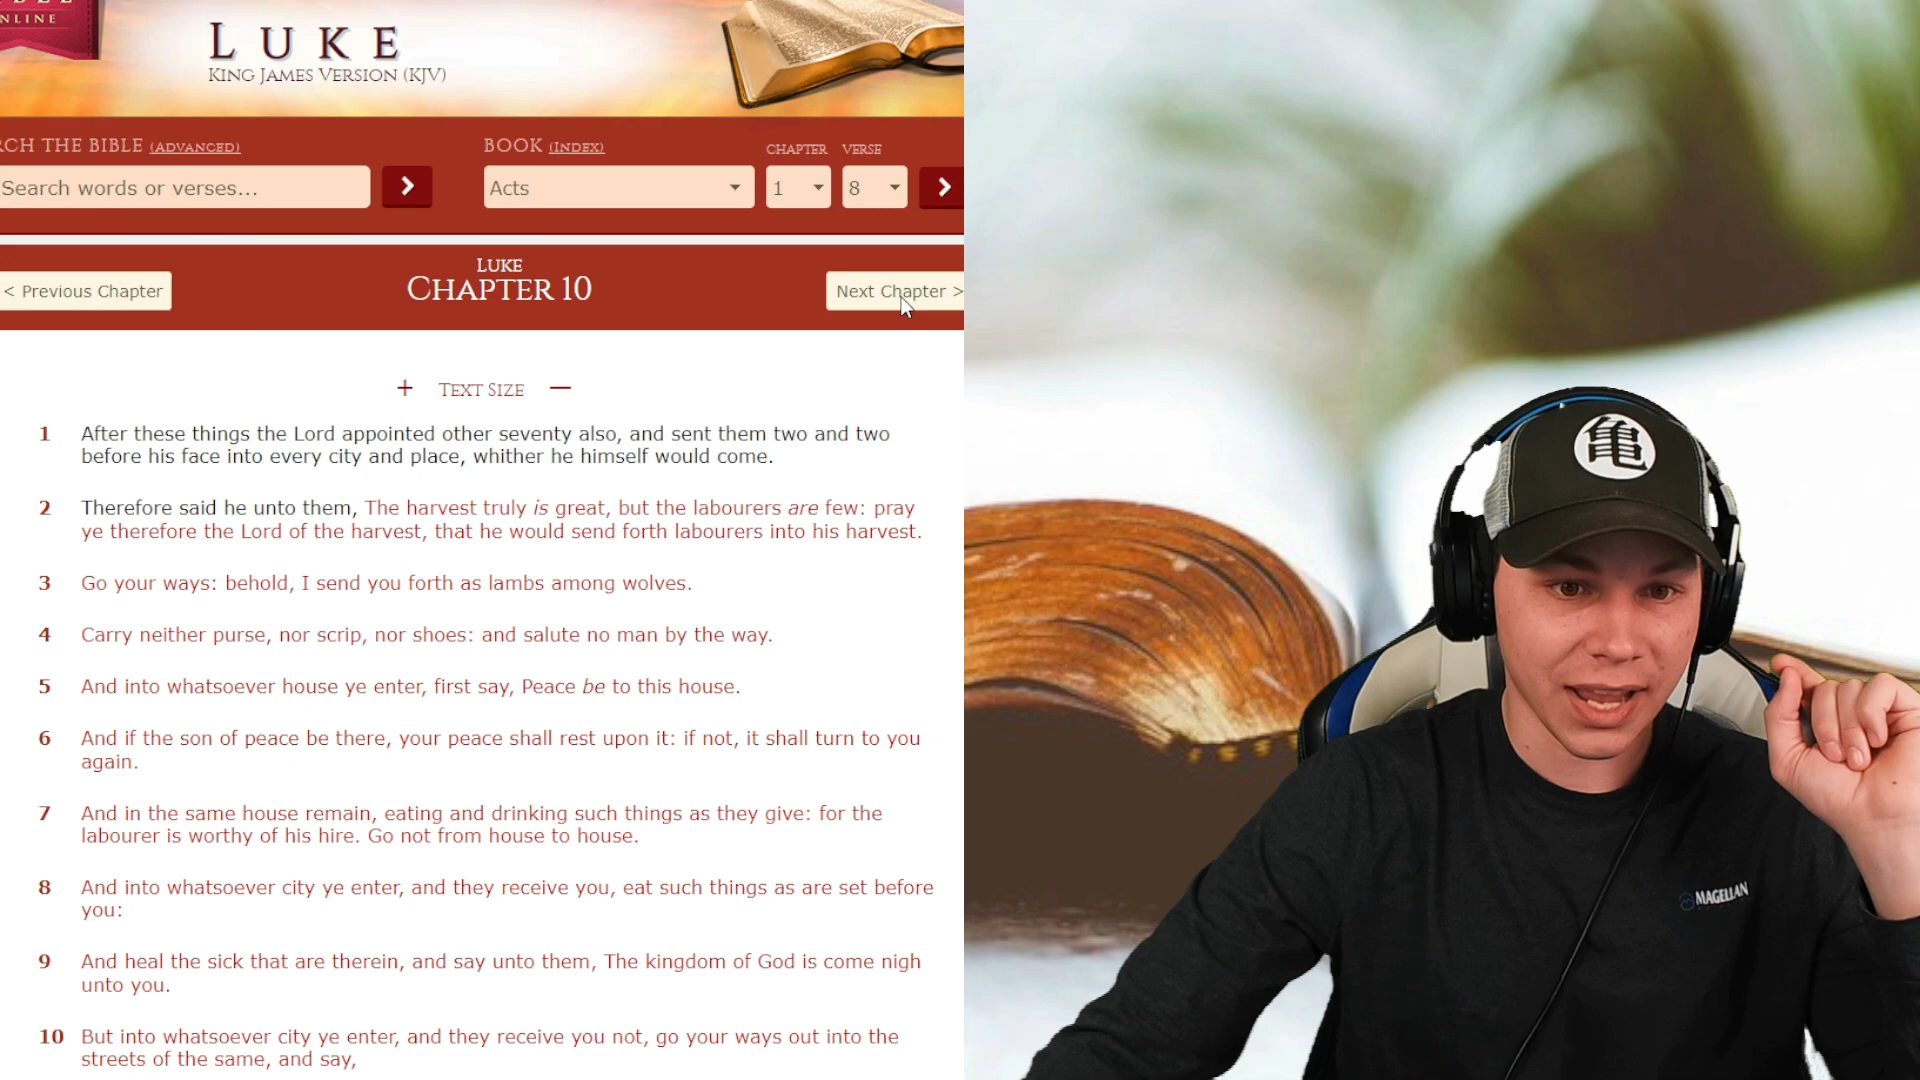 NLINE
LUKE
KING JAMES VERSION (KJV)
RCH THE BIBLE (ADVANCED)
BOOK (INDEX)
CHAPTER VERSE
Search words or verses...
Acts
1
8
LUKE
CHAPTER 10
< Previous Chapter
Next Chapter >
+ TEXT SIZE —
1 After these things the Lord appointed other seventy also, and sent them two and two
before his face into every city and place, whither he himself would come.
2 Therefore said he unto them, The harvest truly is great, but the labourers are few: pray
ye therefore the Lord of the harvest, that he would send forth labourers into his harvest.
3 Go your ways: behold, I send you forth as lambs among wolves.
4 Carry neither purse, nor scrip, nor shoes: and salute no man by the way.
5 And into whatsoever house ye enter, first say, Peace be to this house.
6 And if the son of peace be there, your peace shall rest upon it: if not, it shall turn to you
again.
7 And in the same house remain, eating and drinking such things as they give: for the
labourer is worthy of his hire. Go not from house to house.
8 And into whatsoever city ye enter, and they receive you, eat such things as are set before
you:
9 And heal the sick that are therein, and say unto them, The kingdom of God is come nigh
unto you.
10 But into whatsoever city ye enter, and they receive you not, go your ways out into the
streets of the same, and say,
亀
MAGELLAN